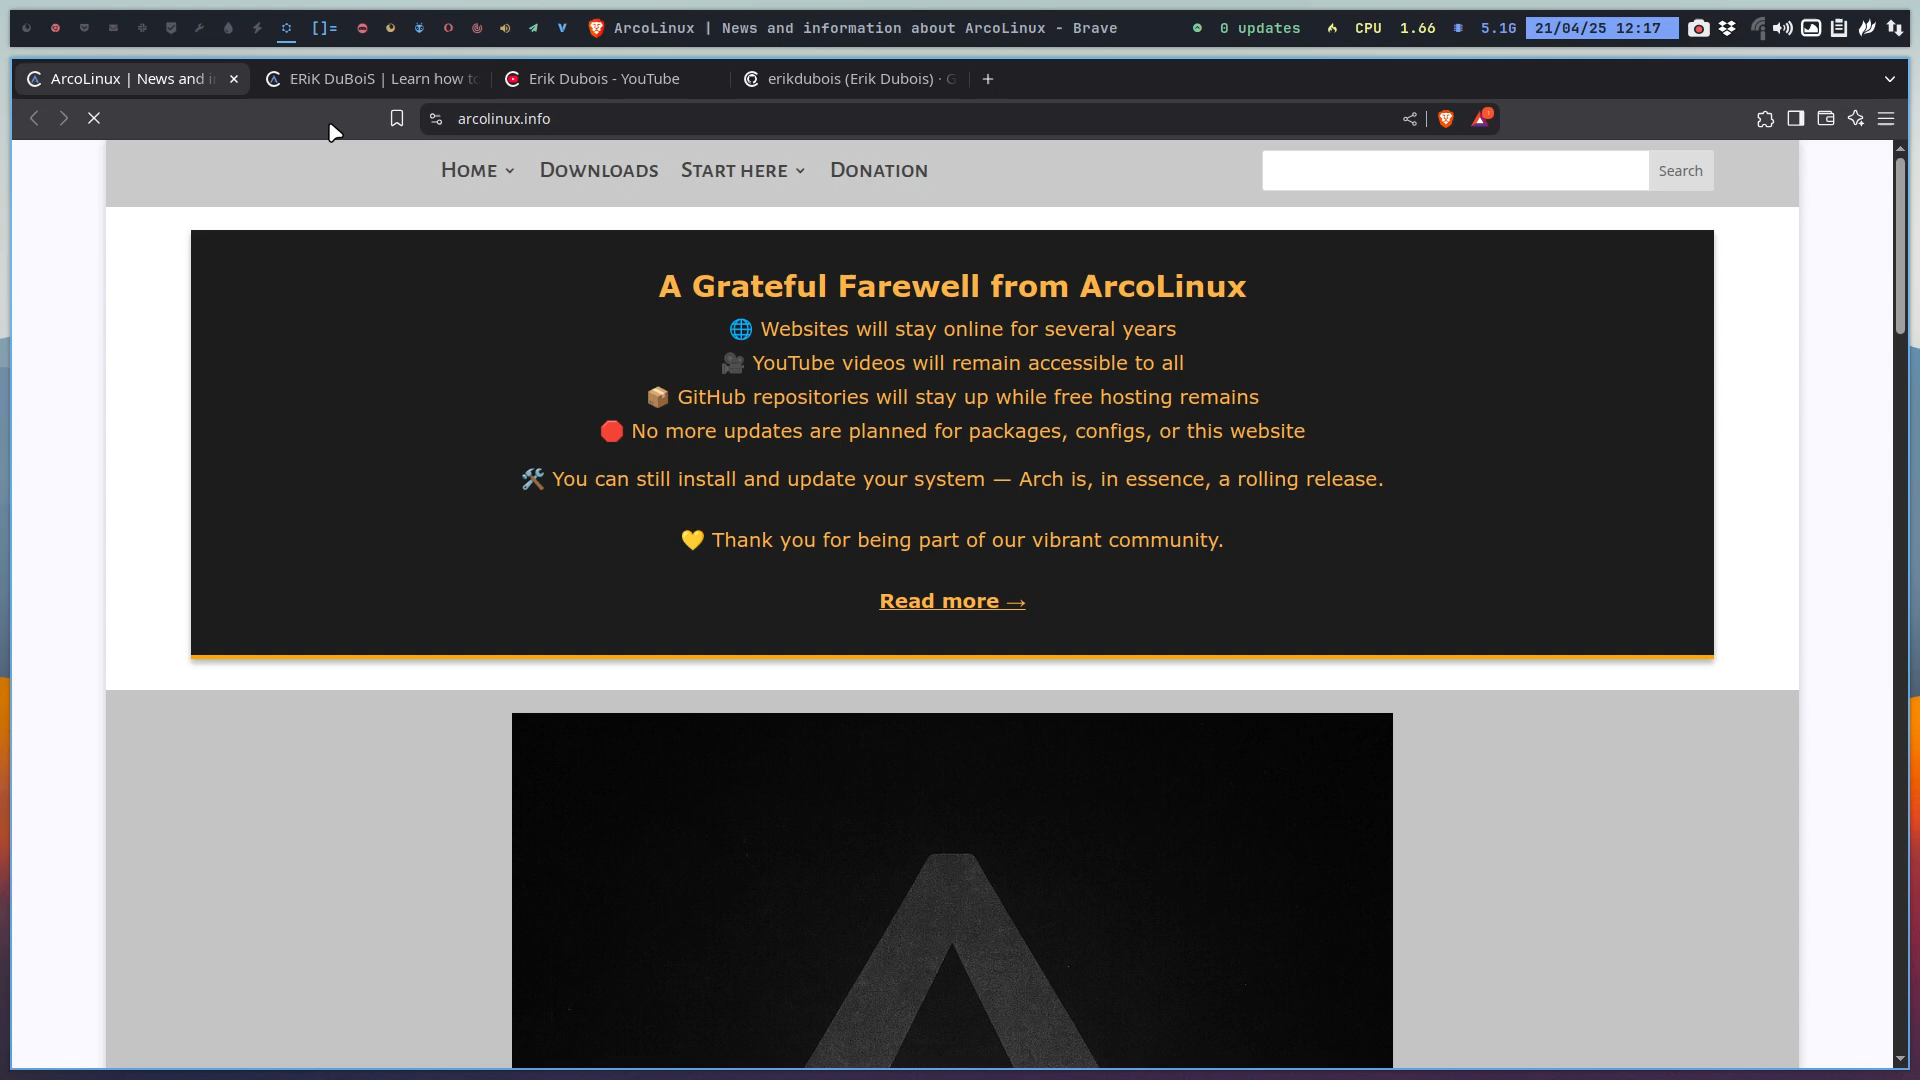 []= ArcoLinux | News and information about ArcoLinux - Brave 0 updates CPU 1.66 5.1G 21/04/25 12:17
ArcoLinux | News and i ERiK DuBoiS | Learn how to Erik Dubois - YouTube erikdubois (Erik Dubois) · G
arcolinux.info
Home Downloads Start here Donation Search
A Grateful Farewell from ArcoLinux
🌐 Websites will stay online for several years
🎥 YouTube videos will remain accessible to all
📦 GitHub repositories will stay up while free hosting remains
🛑 No more updates are planned for packages, configs, or this website
🛠️ You can still install and update your system — Arch is, in essence, a rolling release.
💛 Thank you for being part of our vibrant community.
Read more →